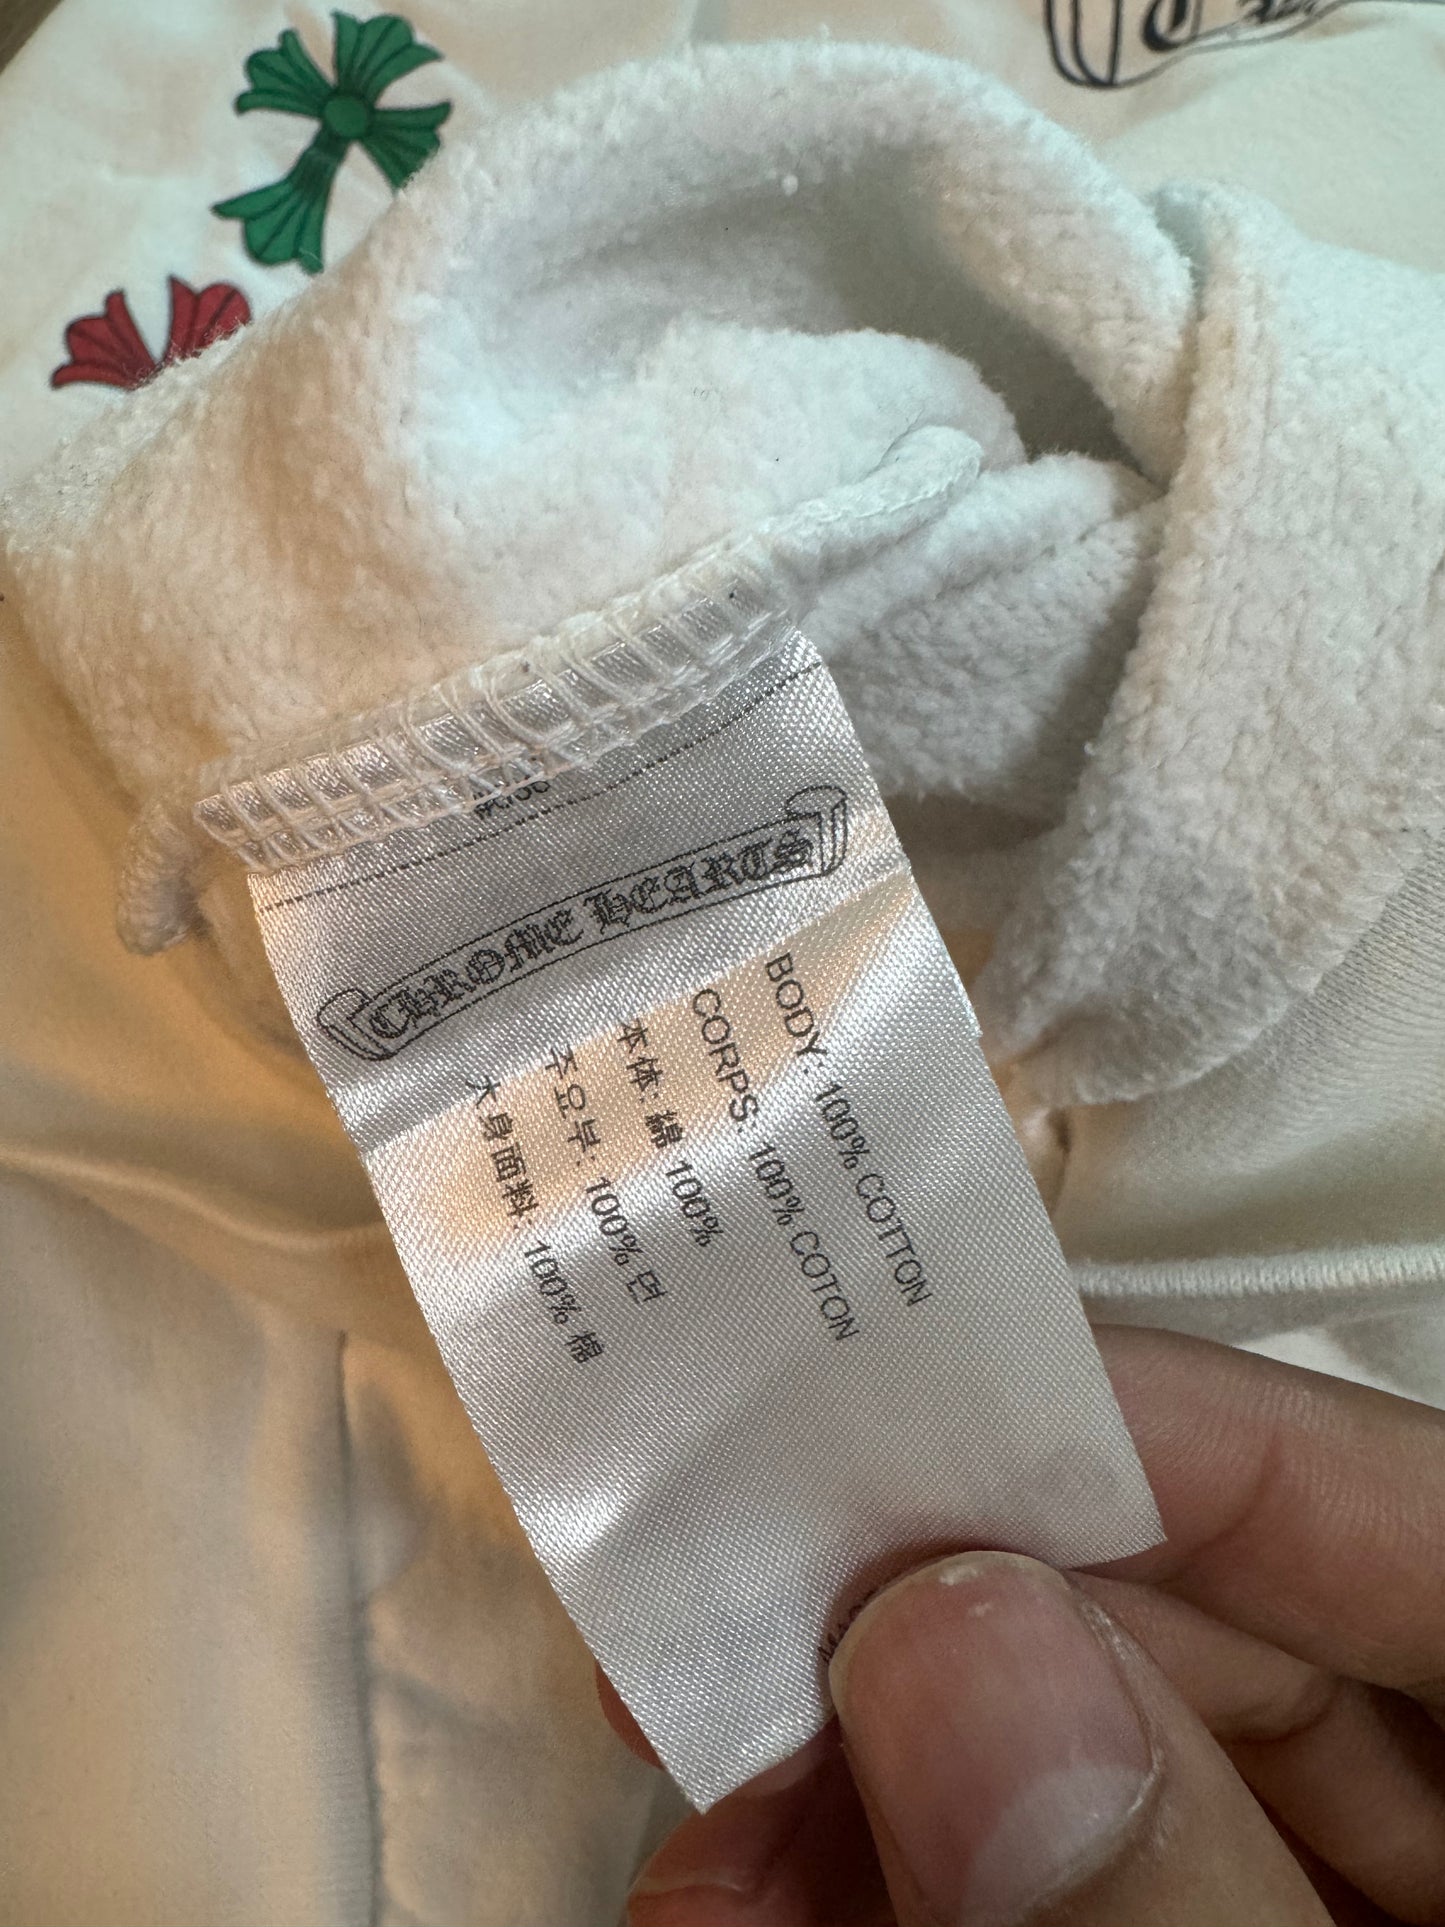 CHROME HEARTS
BODY: 100% COTTON
CORPS: 100% COTON
本体: 綿 100%
주요부: 100% 면
大身面料: 100% 棉